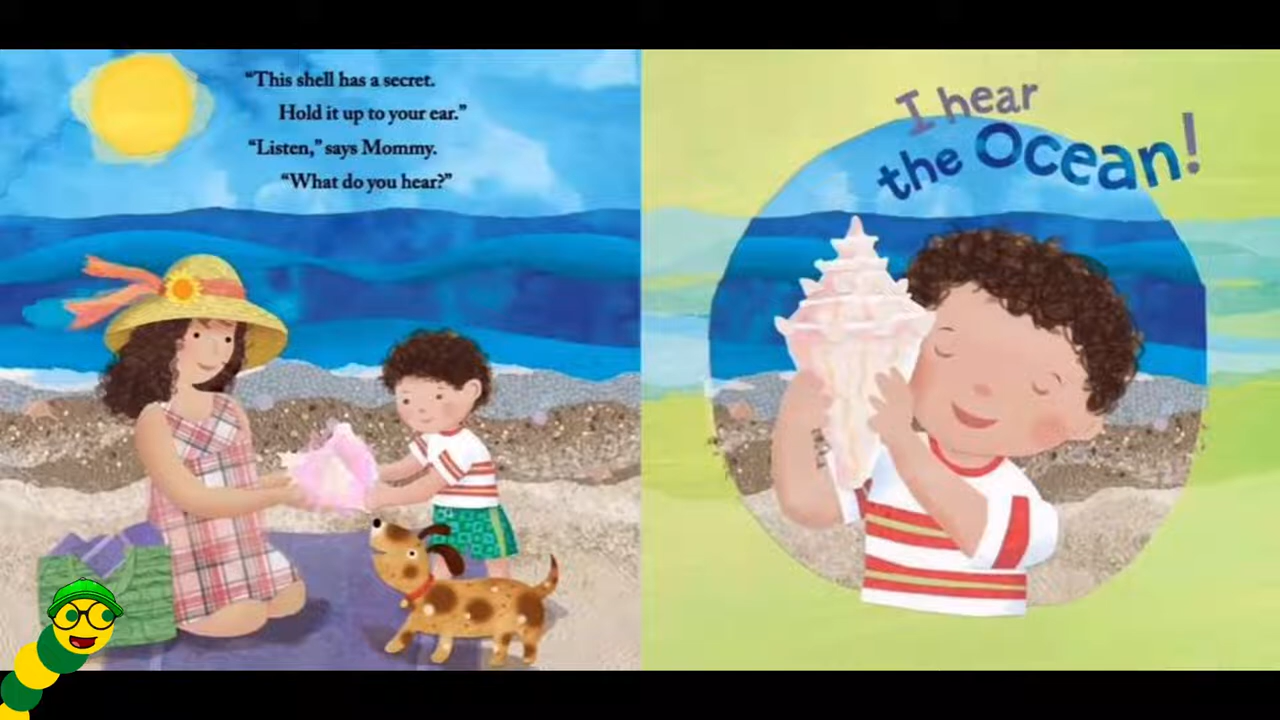 “This shell has a secret.
Hold it up to your ear.”
“Listen,” says Mommy.
“What do you hear?”
I hear
the Ocean!